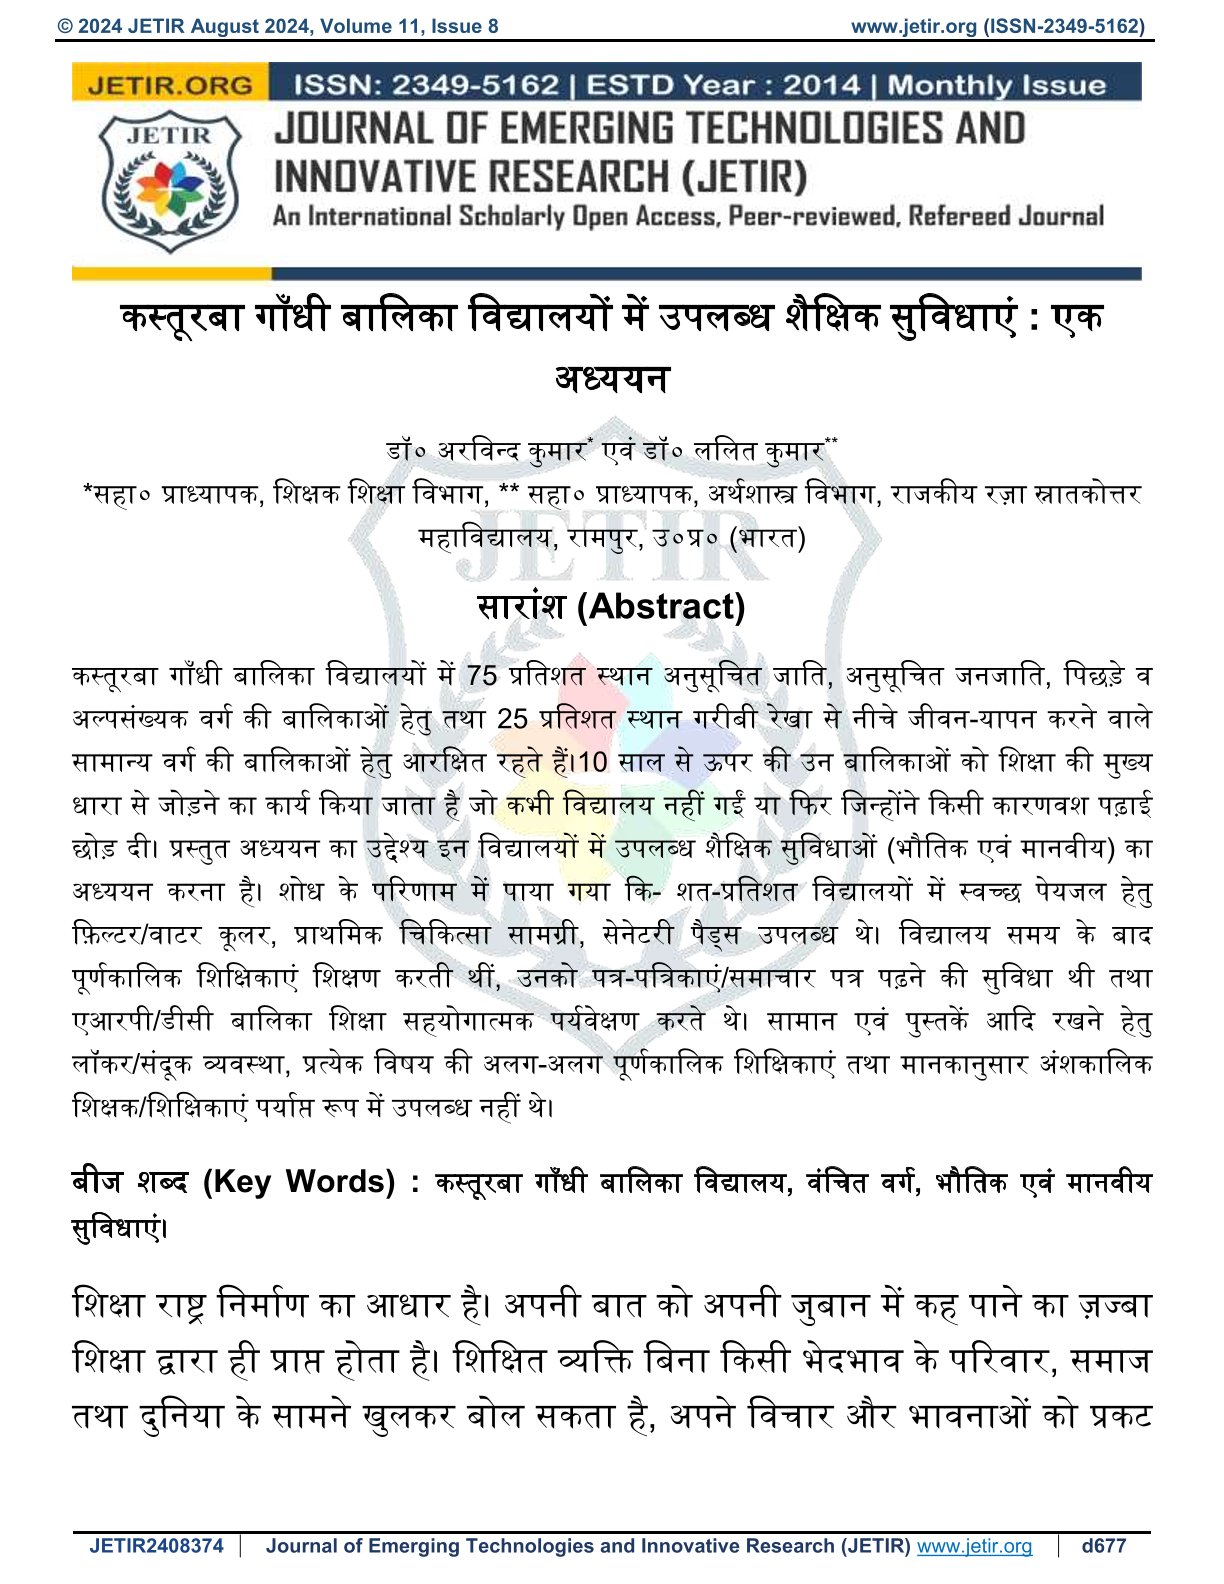 © 2024 JETIR August 2024, Volume 11, Issue 8 www.jetir.org (ISSN-2349-5162)
JETIR.ORG ISSN: 2349-5162 | ESTD Year : 2014 | Monthly Issue
JETIR
JOURNAL OF EMERGING TECHNOLOGIES AND
INNOVATIVE RESEARCH (JETIR)
An International Scholarly Open Access, Peer-reviewed, Refereed Journal
कस्तूरबा गाँधी बालिका विद्यालयों में उपलब्ध शैक्षिक सुविधाएं : एक
अध्ययन
डॉ० अरविन्द कुमार* एवं डॉ० ललित कुमार**
*सहा० प्राध्यापक, शिक्षक शिक्षा विभाग, ** सहा० प्राध्यापक, अर्थशास्त्र विभाग, राजकीय रज़ा स्नातकोत्तर
महाविद्यालय, रामपुर, उ०प्र० (भारत)
JETIR
सारांश (Abstract)
कस्तूरबा गाँधी बालिका विद्यालयों में 75 प्रतिशत स्थान अनुसूचित जाति, अनुसूचित जनजाति, पिछड़े व
अल्पसंख्यक वर्ग की बालिकाओं हेतु तथा 25 प्रतिशत स्थान गरीबी रेखा से नीचे जीवन-यापन करने वाले
सामान्य वर्ग की बालिकाओं हेतु आरक्षित रहते हैं।10 साल से ऊपर की उन बालिकाओं को शिक्षा की मुख्य
धारा से जोड़ने का कार्य किया जाता है जो कभी विद्यालय नहीं गईं या फिर जिन्होंने किसी कारणवश पढ़ाई
छोड़ दी। प्रस्तुत अध्ययन का उद्देश्य इन विद्यालयों में उपलब्ध शैक्षिक सुविधाओं (भौतिक एवं मानवीय) का
अध्ययन करना है। शोध के परिणाम में पाया गया कि- शत-प्रतिशत विद्यालयों में स्वच्छ पेयजल हेतु
फ़िल्टर/वाटर कूलर, प्राथमिक चिकित्सा सामग्री, सेनेटरी पैड्स उपलब्ध थे। विद्यालय समय के बाद
पूर्णकालिक शिक्षिकाएं शिक्षण करती थीं, उनको पत्र-पत्रिकाएं/समाचार पत्र पढ़ने की सुविधा थी तथा
एआरपी/डीसी बालिका शिक्षा सहयोगात्मक पर्यवेक्षण करते थे। सामान एवं पुस्तकें आदि रखने हेतु
लॉकर/संदूक व्यवस्था, प्रत्येक विषय की अलग-अलग पूर्णकालिक शिक्षिकाएं तथा मानकानुसार अंशकालिक
शिक्षक/शिक्षिकाएं पर्याप्त रूप में उपलब्ध नहीं थे।
बीज शब्द (Key Words) : कस्तूरबा गाँधी बालिका विद्यालय, वंचित वर्ग, भौतिक एवं मानवीय
सुविधाएं।
शिक्षा राष्ट्र निर्माण का आधार है। अपनी बात को अपनी जुबान में कह पाने का ज़ज्बा
शिक्षा द्वारा ही प्राप्त होता है। शिक्षित व्यक्ति बिना किसी भेदभाव के परिवार, समाज
तथा दुनिया के सामने खुलकर बोल सकता है, अपने विचार और भावनाओं को प्रकट
JETIR2408374 | Journal of Emerging Technologies and Innovative Research (JETIR) www.jetir.org | d677